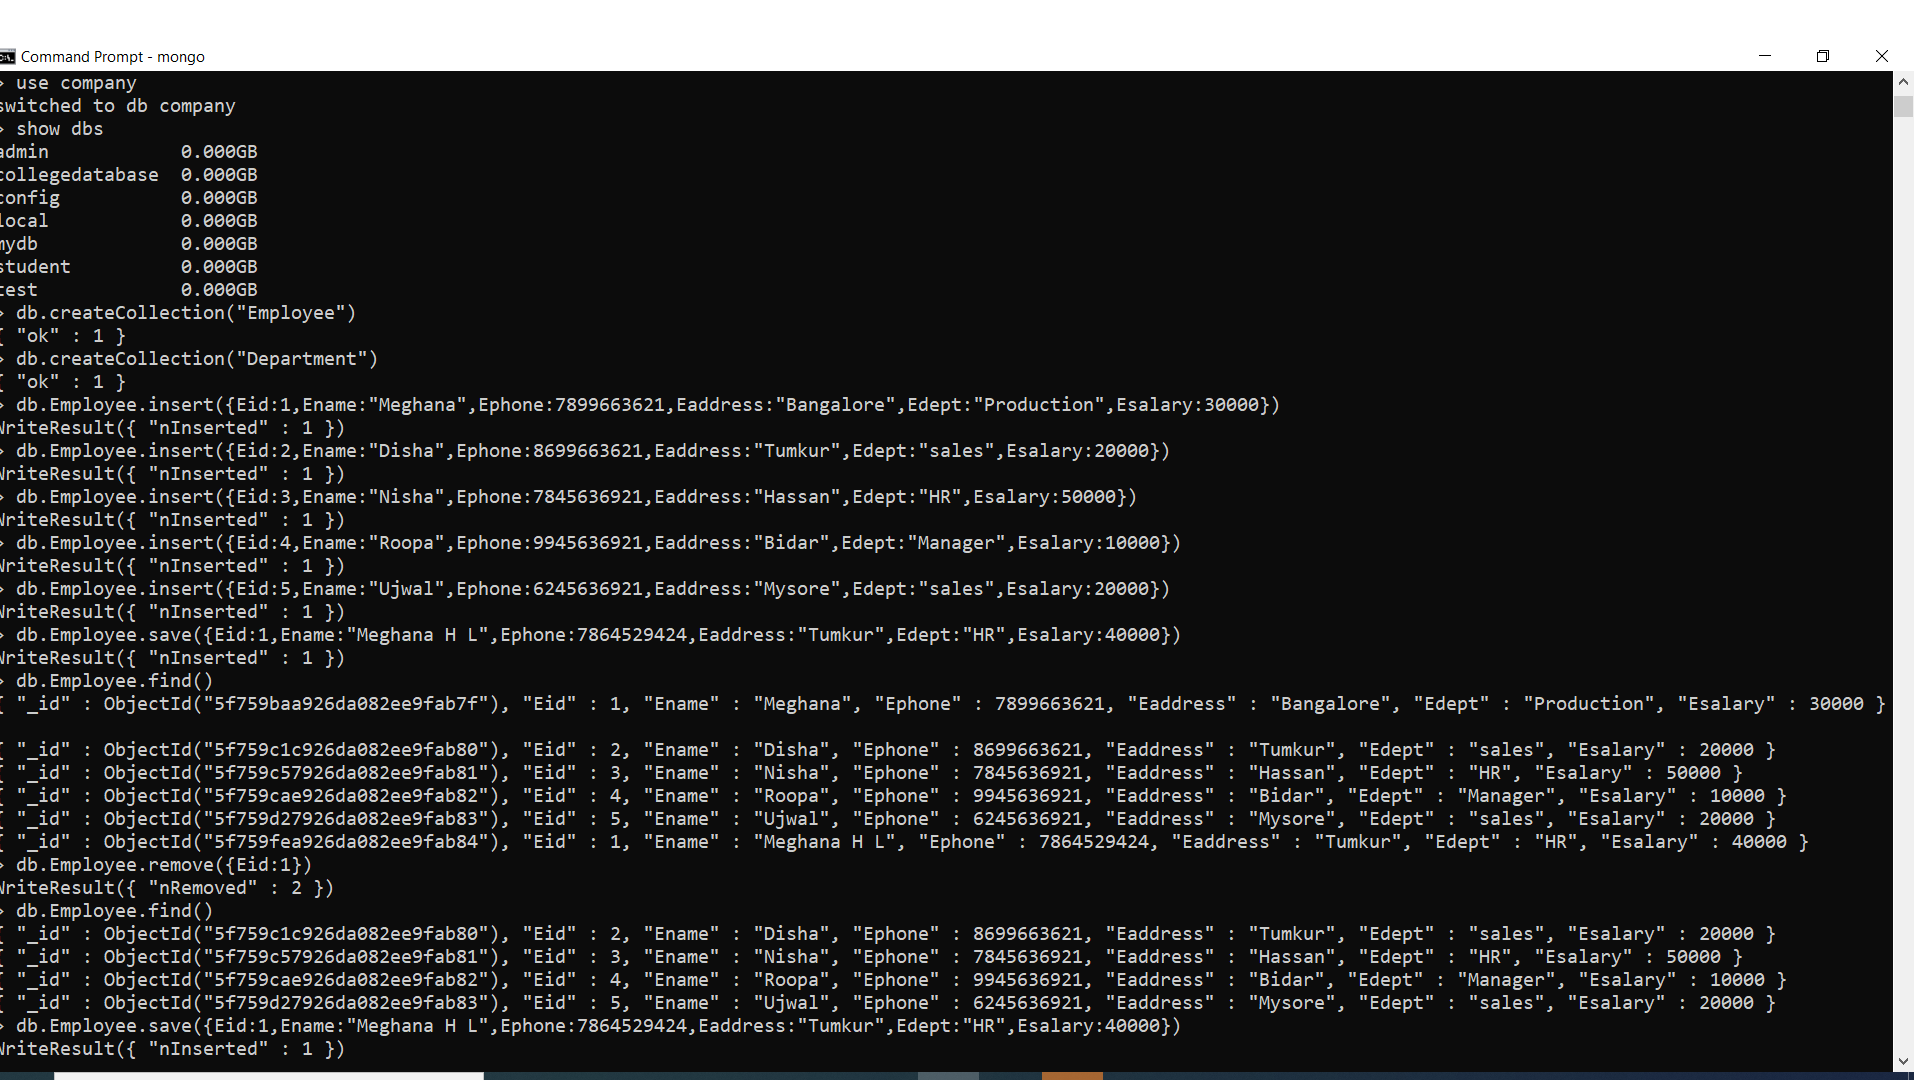 Command Prompt - mongo
> use company
switched to db company
> show dbs
admin            0.000GB
collegedatabase  0.000GB
config           0.000GB
local            0.000GB
mydb             0.000GB
student          0.000GB
test             0.000GB
> db.createCollection("Employee")
{ "ok" : 1 }
> db.createCollection("Department")
{ "ok" : 1 }
> db.Employee.insert({Eid:1,Ename:"Meghana",Ephone:7899663621,Eaddress:"Bangalore",Edept:"Production",Esalary:30000})
WriteResult({ "nInserted" : 1 })
> db.Employee.insert({Eid:2,Ename:"Disha",Ephone:8699663621,Eaddress:"Tumkur",Edept:"sales",Esalary:20000})
WriteResult({ "nInserted" : 1 })
> db.Employee.insert({Eid:3,Ename:"Nisha",Ephone:7845636921,Eaddress:"Hassan",Edept:"HR",Esalary:50000})
WriteResult({ "nInserted" : 1 })
> db.Employee.insert({Eid:4,Ename:"Roopa",Ephone:9945636921,Eaddress:"Bidar",Edept:"Manager",Esalary:10000})
WriteResult({ "nInserted" : 1 })
> db.Employee.insert({Eid:5,Ename:"Ujwal",Ephone:6245636921,Eaddress:"Mysore",Edept:"sales",Esalary:20000})
WriteResult({ "nInserted" : 1 })
> db.Employee.save({Eid:1,Ename:"Meghana H L",Ephone:7864529424,Eaddress:"Tumkur",Edept:"HR",Esalary:40000})
WriteResult({ "nInserted" : 1 })
> db.Employee.find()
{ "_id" : ObjectId("5f759baa926da082ee9fab7f"), "Eid" : 1, "Ename" : "Meghana", "Ephone" : 7899663621, "Eaddress" : "Bangalore", "Edept" : "Production", "Esalary" : 30000 }
{ "_id" : ObjectId("5f759c1c926da082ee9fab80"), "Eid" : 2, "Ename" : "Disha", "Ephone" : 8699663621, "Eaddress" : "Tumkur", "Edept" : "sales", "Esalary" : 20000 }
{ "_id" : ObjectId("5f759c57926da082ee9fab81"), "Eid" : 3, "Ename" : "Nisha", "Ephone" : 7845636921, "Eaddress" : "Hassan", "Edept" : "HR", "Esalary" : 50000 }
{ "_id" : ObjectId("5f759cae926da082ee9fab82"), "Eid" : 4, "Ename" : "Roopa", "Ephone" : 9945636921, "Eaddress" : "Bidar", "Edept" : "Manager", "Esalary" : 10000 }
{ "_id" : ObjectId("5f759d27926da082ee9fab83"), "Eid" : 5, "Ename" : "Ujwal", "Ephone" : 6245636921, "Eaddress" : "Mysore", "Edept" : "sales", "Esalary" : 20000 }
{ "_id" : ObjectId("5f759fea926da082ee9fab84"), "Eid" : 1, "Ename" : "Meghana H L", "Ephone" : 7864529424, "Eaddress" : "Tumkur", "Edept" : "HR", "Esalary" : 40000 }
> db.Employee.remove({Eid:1})
WriteResult({ "nRemoved" : 2 })
> db.Employee.find()
{ "_id" : ObjectId("5f759c1c926da082ee9fab80"), "Eid" : 2, "Ename" : "Disha", "Ephone" : 8699663621, "Eaddress" : "Tumkur", "Edept" : "sales", "Esalary" : 20000 }
{ "_id" : ObjectId("5f759c57926da082ee9fab81"), "Eid" : 3, "Ename" : "Nisha", "Ephone" : 7845636921, "Eaddress" : "Hassan", "Edept" : "HR", "Esalary" : 50000 }
{ "_id" : ObjectId("5f759cae926da082ee9fab82"), "Eid" : 4, "Ename" : "Roopa", "Ephone" : 9945636921, "Eaddress" : "Bidar", "Edept" : "Manager", "Esalary" : 10000 }
{ "_id" : ObjectId("5f759d27926da082ee9fab83"), "Eid" : 5, "Ename" : "Ujwal", "Ephone" : 6245636921, "Eaddress" : "Mysore", "Edept" : "sales", "Esalary" : 20000 }
> db.Employee.save({Eid:1,Ename:"Meghana H L",Ephone:7864529424,Eaddress:"Tumkur",Edept:"HR",Esalary:40000})
WriteResult({ "nInserted" : 1 })